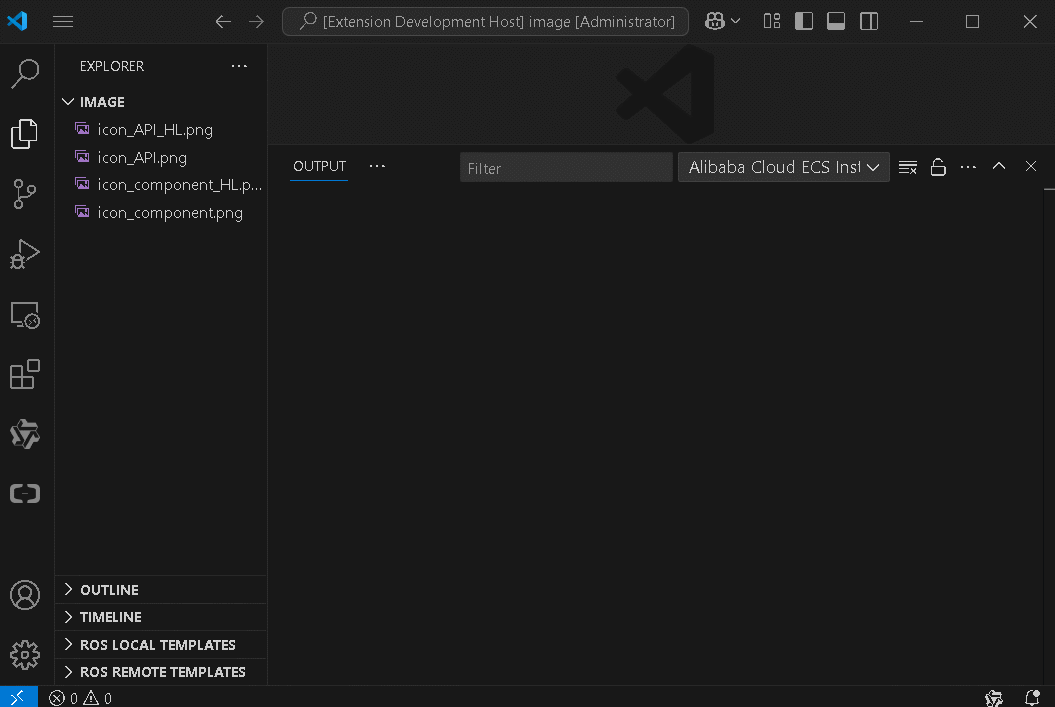 [Extension Development Host] image [Administrator]
EXPLORER
IMAGE
icon_API_HL.png
icon_API.png
icon_component_HL.p...
icon_component.png
OUTPUT
Filter
Alibaba Cloud ECS Inst
OUTLINE
TIMELINE
ROS LOCAL TEMPLATES
ROS REMOTE TEMPLATES
0 0